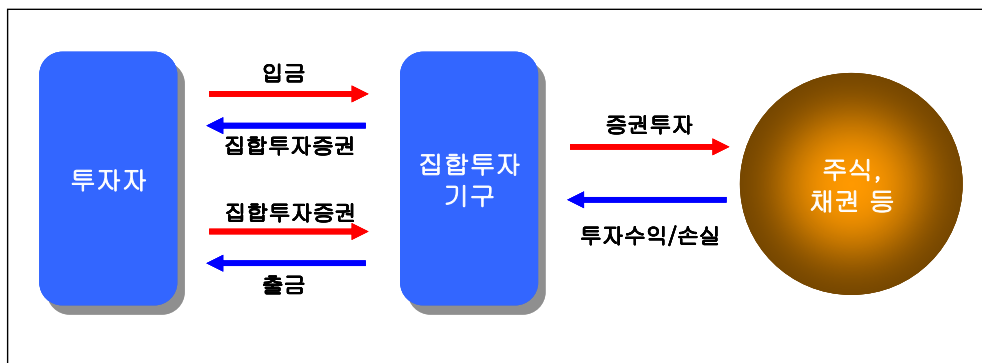 투자자
입금
집합투자증권
집합투자증권
출금
집합투자
기구
증권투자
투자수익/손실
주식,
채권 등